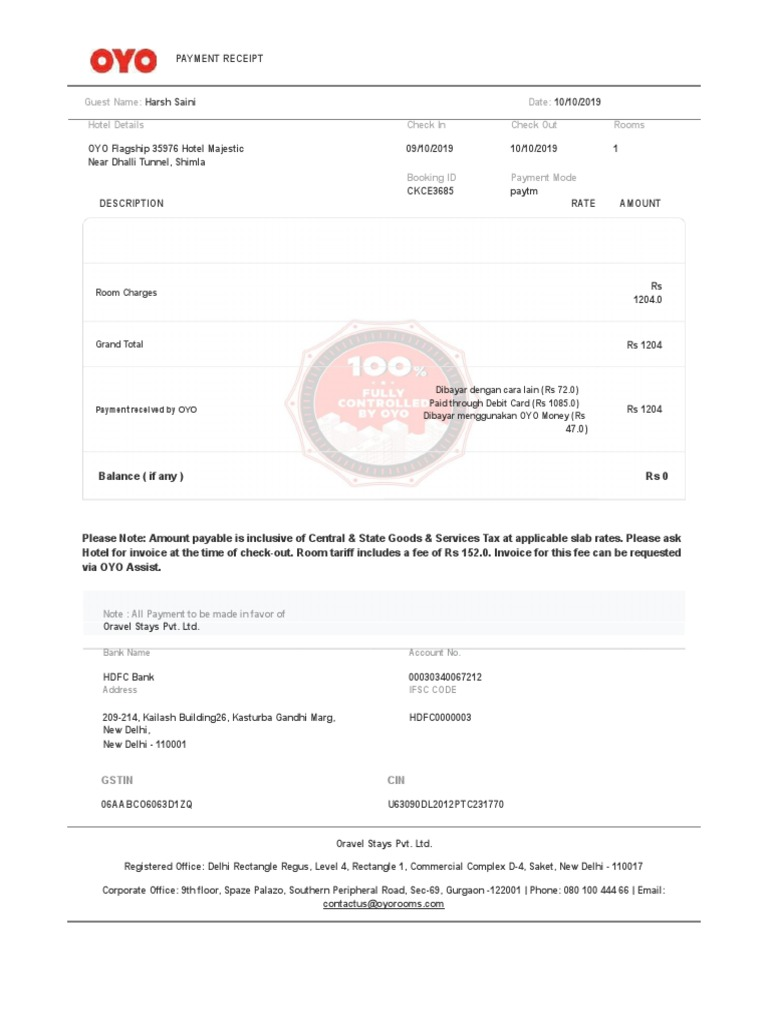 OYO PAYMENT RECEIPT
Guest Name: Harsh Saini Date: 10/10/2019
Hotel Details Check In Check Out Rooms
OYO Flagship 35976 Hotel Majestic 09/10/2019 10/10/2019 1
Near Dhalli Tunnel, Shimla
Booking ID Payment Mode
CKCE3685 paytm
DESCRIPTION RATE AMOUNT
Room Charges Rs
1204.0
Grand Total Rs 1204
100%
FULLY
CONTROLLED
BY OYO
Dibayar dengan cara lain (Rs 72.0)
Paid through Debit Card (Rs 1085.0)
Payment received by OYO Rs 1204
Dibayar menggunakan OYO Money (Rs
47.0)
Balance ( if any ) Rs 0
Please Note: Amount payable is inclusive of Central & State Goods & Services Tax at applicable slab rates. Please ask
Hotel for invoice at the time of check-out. Room tariff includes a fee of Rs 152.0. Invoice for this fee can be requested
via OYO Assist.
Note : All Payment to be made in favor of
Oravel Stays Pvt. Ltd.
Bank Name Account No.
HDFC Bank 00030340067212
Address IFSC CODE
209-214, Kailash Building26, Kasturba Gandhi Marg, HDFC0000003
New Delhi,
New Delhi - 110001
GSTIN CIN
06AABCO6063D1ZQ U63090DL2012PTC231770
Oravel Stays Pvt. Ltd.
Registered Office: Delhi Rectangle Regus, Level 4, Rectangle 1, Commercial Complex D-4, Saket, New Delhi - 110017
Corporate Office: 9th floor, Spaze Palazo, Southern Peripheral Road, Sec-69, Gurgaon -122001 | Phone: 080 100 444 66 | Email:
contactus@oyorooms.com